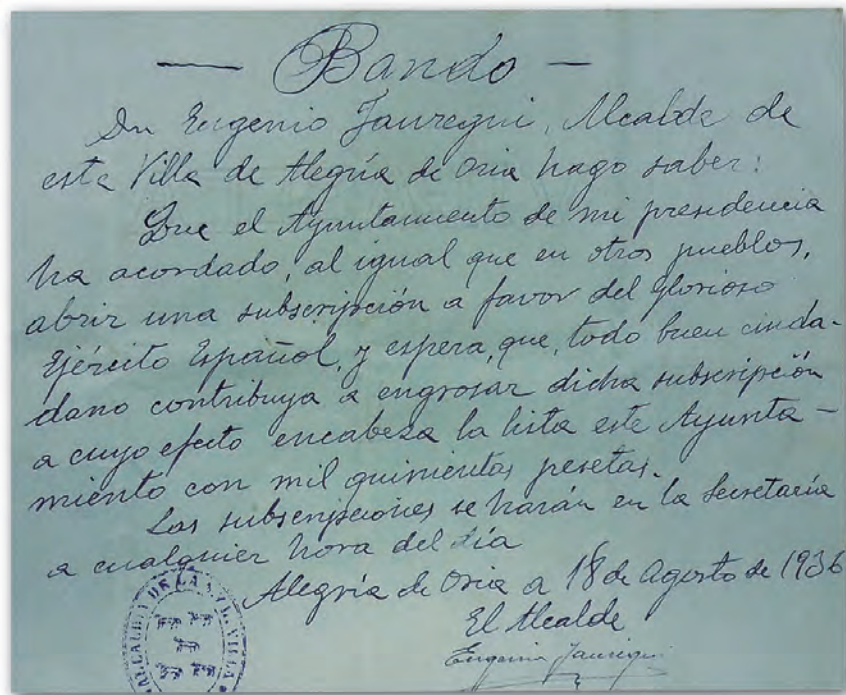 — Bando —
Dn Eugenio Jauregui, Alcalde de
esta Villa de Alegría de Oria hago saber:
Que el Ayuntamiento de mi presidencia
ha acordado, al igual que en otros pueblos,
abrir una subscripción a favor del glorioso
Ejército Español, y espera, que, todo buen ciuda-
dano contribuya a engrosar dicha subscripción
a cuyo efecto encabeza la lista este Ayunta-
miento con mil quinientas pesetas.
Las subscripciones se harán en la Secretaría
a cualquier hora del día
Alegría de Oria a 18 de Agosto de 1936
El Alcalde
Eugenio Jauregui
ALCALDIA DE LA VILLA